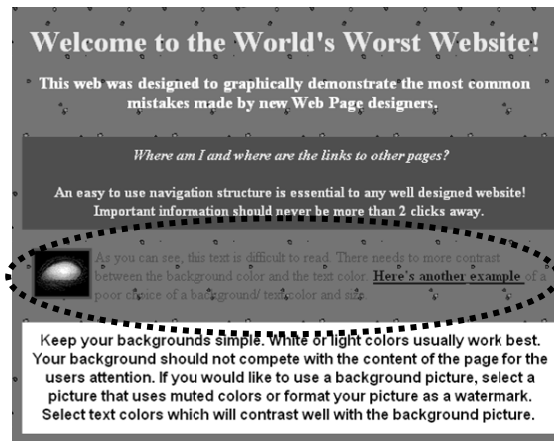 Welcome to the World's Worst Website!
This web was designed to graphically demonstrate the most common
mistakes made by new Web Page designers.
Where am I and where are the links to other pages?
An easy to use navigation structure is essential to any well designed website!
Important information should never be more than 2 clicks away.
As you can see, this text is difficult to read. There needs to more contrast
between the background color and the text color. Here's another example of a
poor choice of a background/ text color and size.
Keep your backgrounds simple. White or light colors usually work best.
Your background should not compete with the content of the page for the
users attention. If you would like to use a background picture, select a
picture that uses muted colors or format your picture as a watermark.
Select text colors which will contrast well with the background picture.